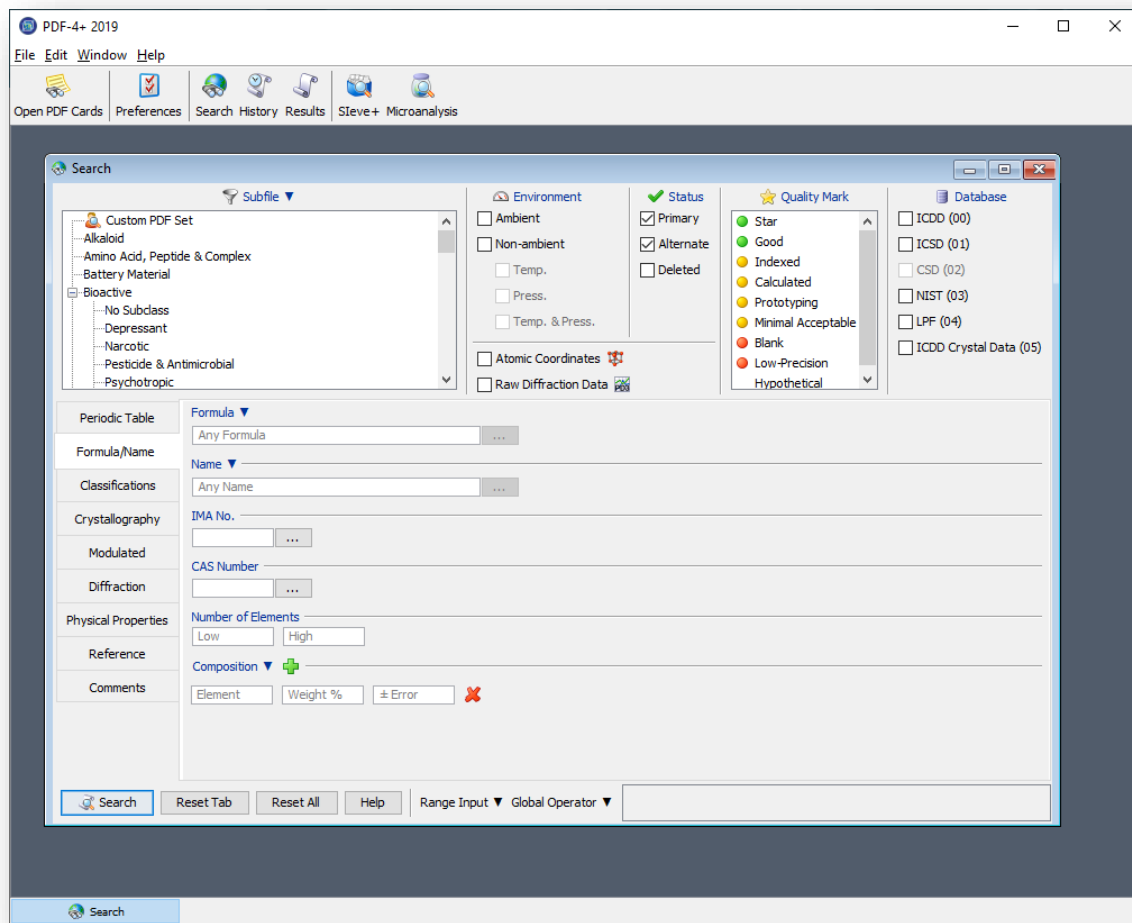 PDF-4+ 2019
File Edit Window Help
Open PDF Cards Preferences Search History Results SIeve+ Microanalysis
Search
Subfile ▼
Custom PDF Set
Alkaloid
Amino Acid, Peptide & Complex
Battery Material
Bioactive
No Subclass
Depressant
Narcotic
Pesticide & Antimicrobial
Psychotropic
Environment
Ambient
Non-ambient
Temp.
Press.
Temp. & Press.
Status
Primary
Alternate
Deleted
Atomic Coordinates
Raw Diffraction Data
Quality Mark
Star
Good
Indexed
Calculated
Prototyping
Minimal Acceptable
Blank
Low-Precision
Hypothetical
Database
ICDD (00)
ICSD (01)
CSD (02)
NIST (03)
LPF (04)
ICDD Crystal Data (05)
Periodic Table
Formula/Name
Classifications
Crystallography
Modulated
Diffraction
Physical Properties
Reference
Comments
Formula ▼
Any Formula ...
Name ▼
Any Name ...
IMA No.
...
CAS Number
...
Number of Elements
Low High
Composition ▼
Element Weight % ± Error
Search Reset Tab Reset All Help Range Input ▼ Global Operator ▼
Search